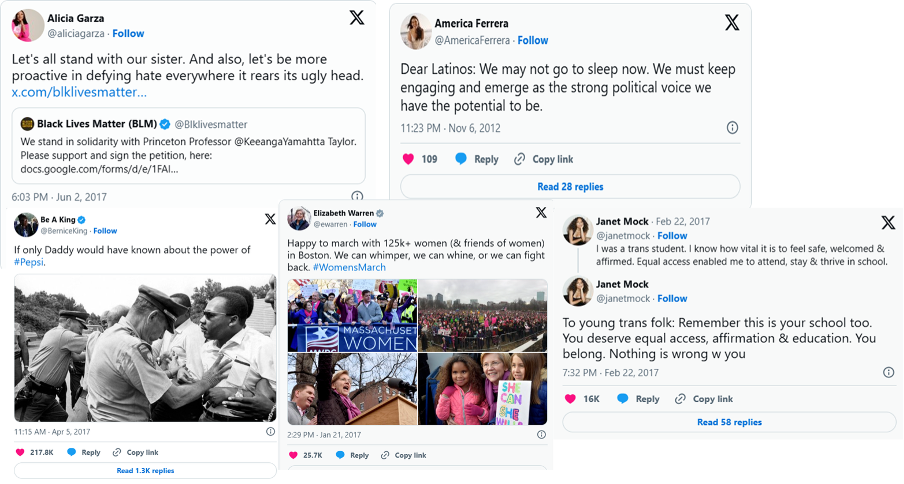 Alicia Garza
@aliciagarza · Follow
Let's all stand with our sister. And also, let's be more
proactive in defying hate everywhere it rears its ugly head.
x.com/blklivesmatter...
Black Lives Matter (BLM) @Blklivesmatter
We stand in solidarity with Princeton Professor @KeeangaYamahtta Taylor.
Please support and sign the petition, here:
docs.google.com/forms/d/e/1FAI...
6:03 PM · Jun 2, 2017
America Ferrera
@AmericaFerrera · Follow
Dear Latinos: We may not go to sleep now. We must keep
engaging and emerge as the strong political voice we
have the potential to be.
11:23 PM · Nov 6, 2012
109 Reply Copy link
Read 28 replies
Be A King
@BerniceKing · Follow
If only Daddy would have known about the power of
#Pepsi.
11:15 AM · Apr 5, 2017
217.8K Reply Copy link
Read 1.3K replies
Elizabeth Warren
@ewarren · Follow
Happy to march with 125k+ women (& friends of women)
in Boston. We can whimper, we can whine, or we can fight
back. #WomensMarch
MASSACHUSET
WOMEN
SHE
CAN
SHE
WILL
2:29 PM · Jan 21, 2017
25.7K Reply Copy link
Janet Mock · Feb 22, 2017
@janetmock · Follow
I was a trans student. I know how vital it is to feel safe, welcomed &
affirmed. Equal access enabled me to attend, stay & thrive in school.
Janet Mock
@janetmock · Follow
To young trans folk: Remember this is your school too.
You deserve equal access, affirmation & education. You
belong. Nothing is wrong w you
7:32 PM · Feb 22, 2017
16K Reply Copy link
Read 58 replies